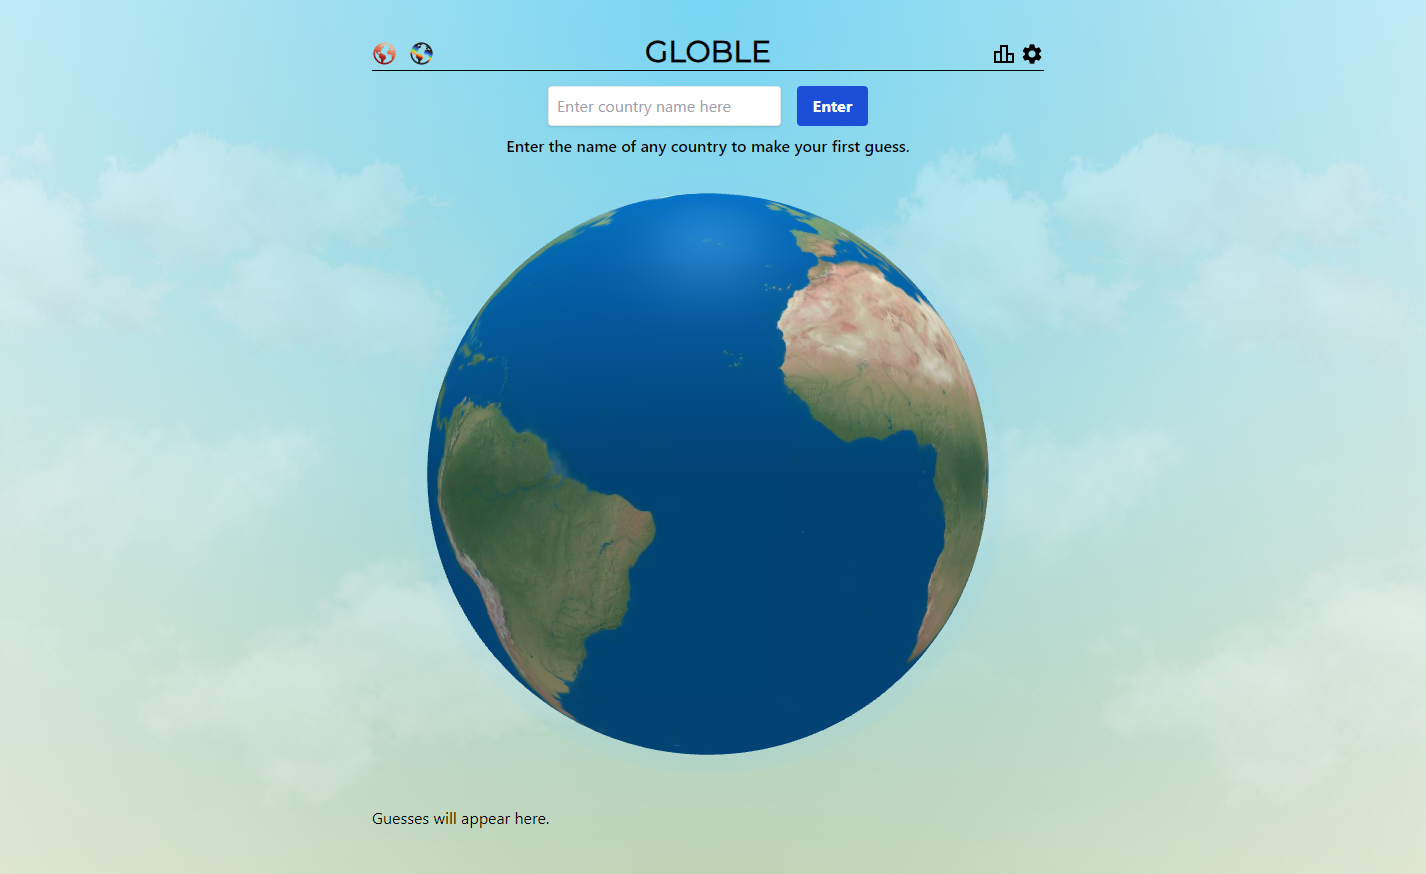 GLOBLE
Enter country name here
Enter
Enter the name of any country to make your first guess.
Guesses will appear here.